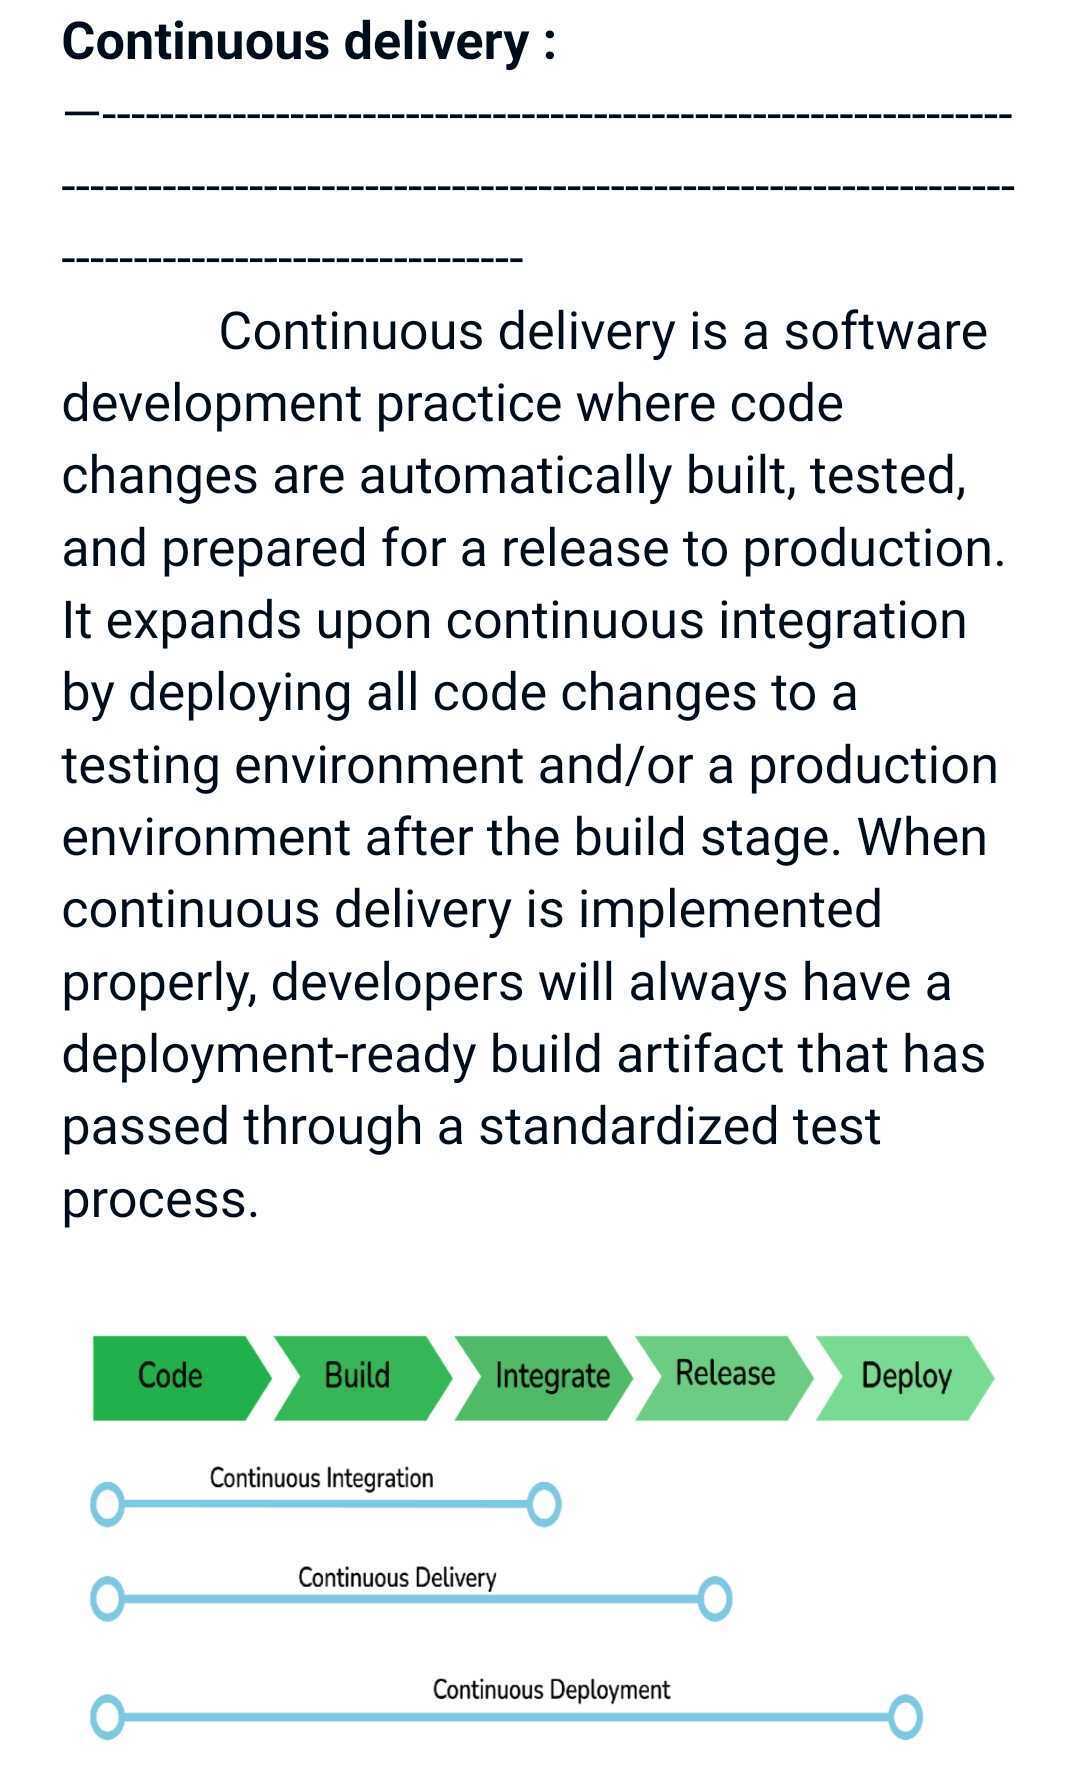 Continuous delivery :
—---------------------------------------------------------------
------------------------------------------------------------------
--------------------------------
Continuous delivery is a software
development practice where code
changes are automatically built, tested,
and prepared for a release to production.
It expands upon continuous integration
by deploying all code changes to a
testing environment and/or a production
environment after the build stage. When
continuous delivery is implemented
properly, developers will always have a
deployment-ready build artifact that has
passed through a standardized test
process.
Code Build Integrate Release Deploy
Continuous Integration
Continuous Delivery
Continuous Deployment